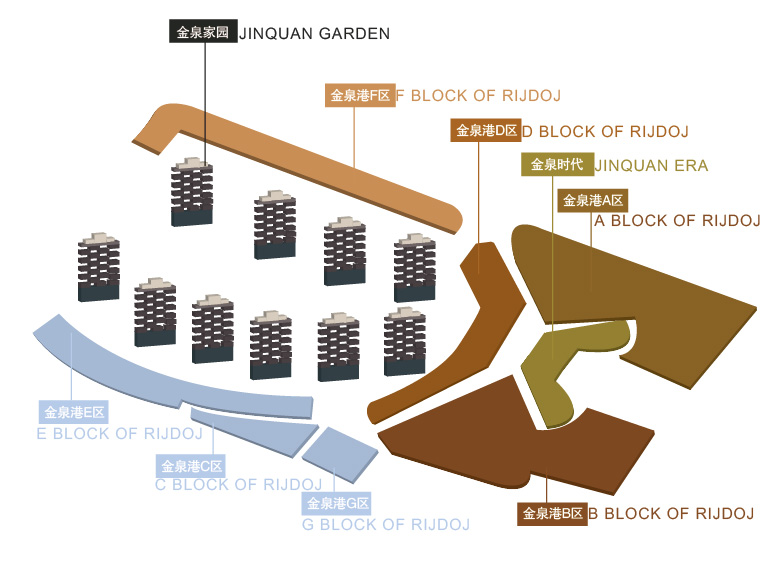 金泉家园 JINQUAN GARDEN
金泉港F区 F BLOCK OF RIJDOJ
金泉港D区 D BLOCK OF RIJDOJ
金泉时代 JINQUAN ERA
金泉港A区
A BLOCK OF RIJDOJ
金泉港E区
E BLOCK OF RIJDOJ
金泉港C区
C BLOCK OF RIJDOJ
金泉港G区
G BLOCK OF RIJDOJ
金泉港B区 B BLOCK OF RIJDOJ